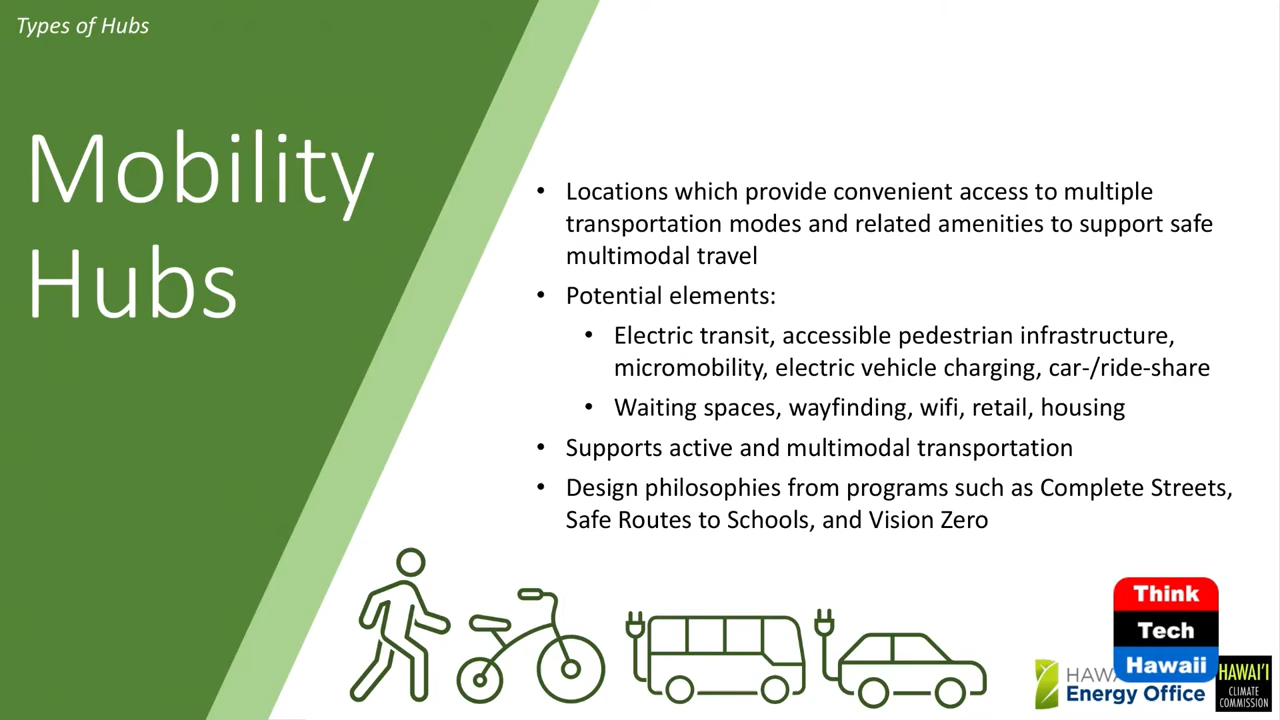 Types of Hubs
Mobility
Hubs
• Locations which provide convenient access to multiple
transportation modes and related amenities to support safe
multimodal travel
• Potential elements:
• Electric transit, accessible pedestrian infrastructure,
micromobility, electric vehicle charging, car-/ride-share
• Waiting spaces, wayfinding, wifi, retail, housing
• Supports active and multimodal transportation
• Design philosophies from programs such as Complete Streets,
Safe Routes to Schools, and Vision Zero
Think
Tech
Hawaii
Energy Office
HAWAI'I
CLIMATE
COMMISSION